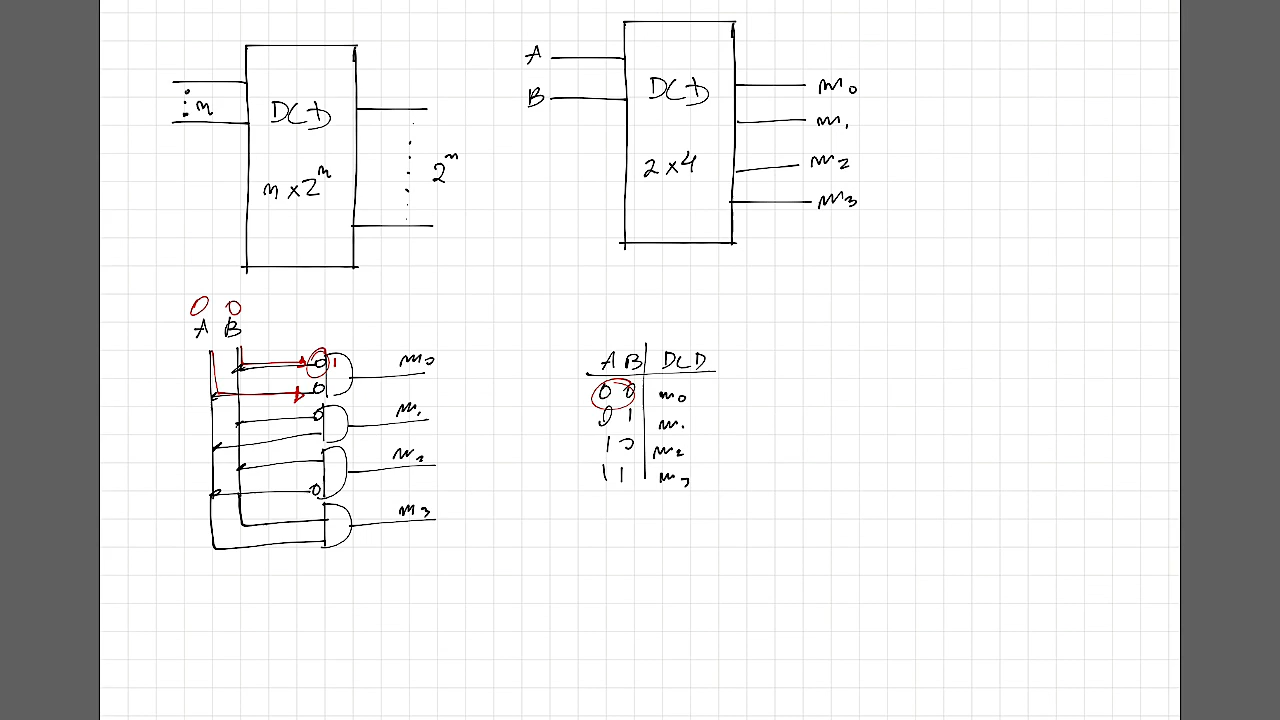 n
DCD
n x 2^n
2^n
A
B
DCD
2 x 4
m0
m1
m2
m3
0 0
A B
1
m0
m1
m2
m3
A B DCD
0 0 m0
0 1 m1
1 0 m2
1 1 m3